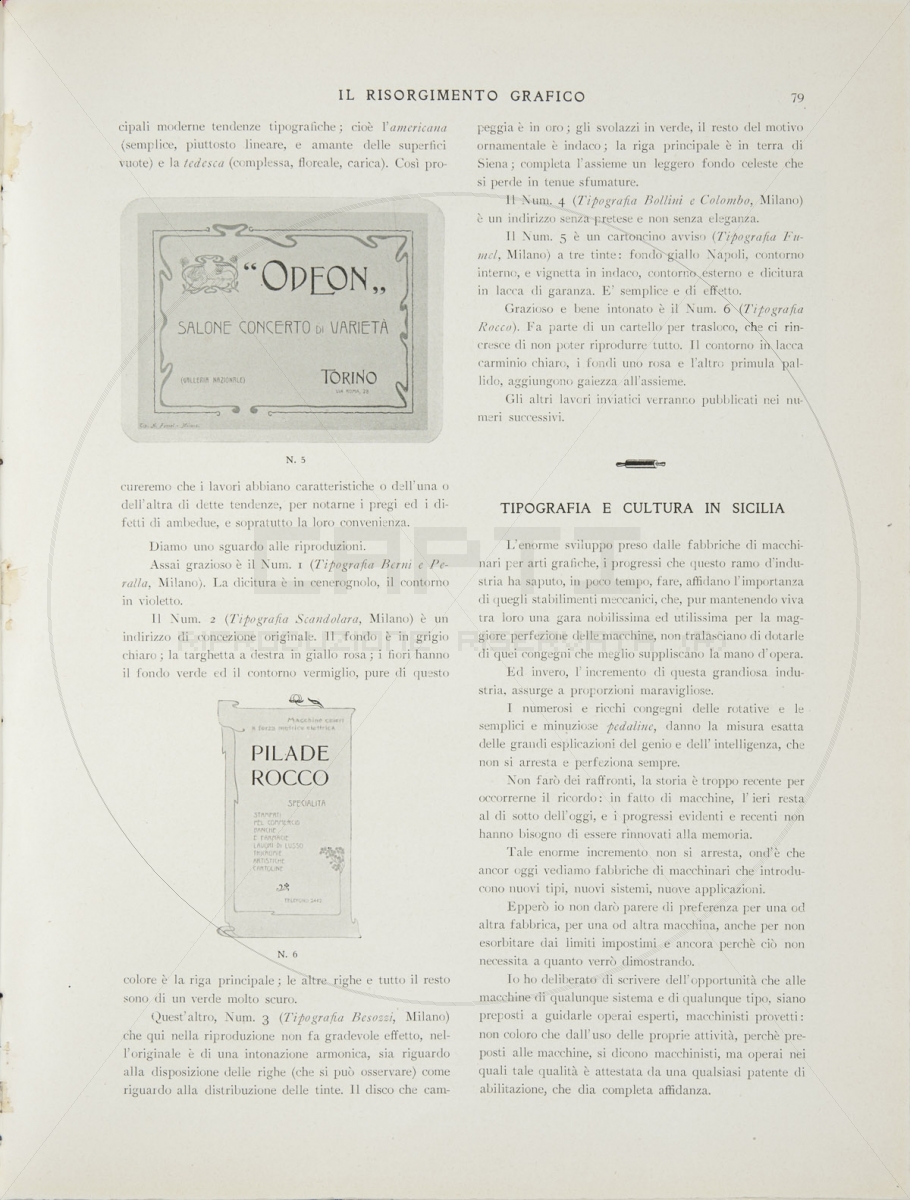 IL RISORGIMENTO GRAFICO
79
cipali moderne tendenze tipografiche; cioè l'americana
(semplice, piuttosto lineare, e amante delle superfici
vuote) e la tedesca (complessa, floreale, carica). Così pro-
"ODEON„
SALONE CONCERTO DI VARIETÀ
(GALLERIA NAZIONALE)
TORINO
VIA ROMA, 28
N. 5
cureremo che i lavori abbiano caratteristiche o dell'una o
dell'altra di dette tendenze, per notarne i pregi ed i di-
fetti di ambedue, e sopratutto la loro convenienza.
Diamo uno sguardo alle riproduzioni.
Assai grazioso è il Num. 1 (Tipografia Berni e Pe-
ralla, Milano). La dicitura è in cenerognolo, il contorno
in violetto.
Il Num. 2 (Tipografia Scandolara, Milano) è un
indirizzo di concezione originale. Il fondo è in grigio
chiaro; la targhetta a destra in giallo rosa; i fiori hanno
il fondo verde ed il contorno vermiglio, pure di questo
PILADE
ROCCO
SPECIALITÀ
STAMPATI
PEL COMMERCIO
BANCHE
E FARMACIE
LAVORI DI LUSSO
TRICROMIE
ARTISTICHE
CARTOLINE
N. 6
colore è la riga principale; le altre righe e tutto il resto
sono di un verde molto scuro.
Quest'altro, Num. 3 (Tipografia Besozzi, Milano)
che qui nella riproduzione non fa gradevole effetto, nel-
l'originale è di una intonazione armonica, sia riguardo
alla disposizione delle righe (che si può osservare) come
riguardo alla distribuzione delle tinte. Il disco che cam-
peggia è in oro; gli svolazzi in verde, il resto del motivo
ornamentale è indaco; la riga principale è in terra di
Siena; completa l'assieme un leggero fondo celeste che
si perde in tenue sfumature.
Il Num. 4 (Tipografia Bollini e Colombo, Milano)
è un indirizzo senza pretese e non senza eleganza.
Il Num. 5 è un cartoncino avviso (Tipografia Fu-
mel, Milano) a tre tinte: fondo giallo Napoli, contorno
interno, e vignetta in indaco, contorno esterno e dicitura
in lacca di garanza. E' semplice e di effetto.
Grazioso e bene intonato è il Num. 6 (Tipografia
Rocco). Fa parte di un cartello per trasloco, che ci rin-
cresce di non poter riprodurre tutto. Il contorno in lacca
carminio chiaro, i fondi uno rosa e l'altro primula pal-
lido, aggiungono gaiezza all'assieme.
Gli altri lavori inviatici verranno pubblicati nei nu-
meri successivi.
TIPOGRAFIA E CULTURA IN SICILIA
L'enorme sviluppo preso dalle fabbriche di macchi-
nari per arti grafiche, i progressi che questo ramo d'indu-
stria ha saputo, in poco tempo, fare, affidano l'importanza
di quegli stabilimenti meccanici, che, pur mantenendo viva
tra loro una gara nobilissima ed utilissima per la mag-
giore perfezione delle macchine, non tralasciano di dotarle
di quei congegni che meglio suppliscano la mano d'opera.
Ed invero, l'incremento di questa grandiosa indu-
stria, assurge a proporzioni maravigliose.
I numerosi e ricchi congegni delle rotative e le
semplici e minuziose pedaline, danno la misura esatta
delle grandi esplicazioni del genio e dell'intelligenza, che
non si arresta e perfeziona sempre.
Non farò dei raffronti, la storia è troppo recente per
occorrerne il ricordo: in fatto di macchine, l'ieri resta
al di sotto dell'oggi, e i progressi evidenti e recenti non
hanno bisogno di essere rinnovati alla memoria.
Tale enorme incremento non si arresta, ond'è che
ancor oggi vediamo fabbriche di macchinari che introdu-
cono nuovi tipi, nuovi sistemi, nuove applicazioni.
Epperò io non darò parere di preferenza per una od
altra fabbrica, per una od altra macchina, anche per non
esorbitare dai limiti impostimi e ancora perchè ciò non
necessita a quanto verrò dimostrando.
Io ho deliberato di scrivere dell'opportunità che alle
macchine di qualunque sistema e di qualunque tipo, siano
preposti a guidarle operai esperti, macchinisti provetti:
non coloro che dall'uso delle proprie attività, perchè pre-
posti alle macchine, si dicono macchinisti, ma operai nei
quali tale qualità è attestata da una qualsiasi patente di
abilitazione, che dia completa affidanza.